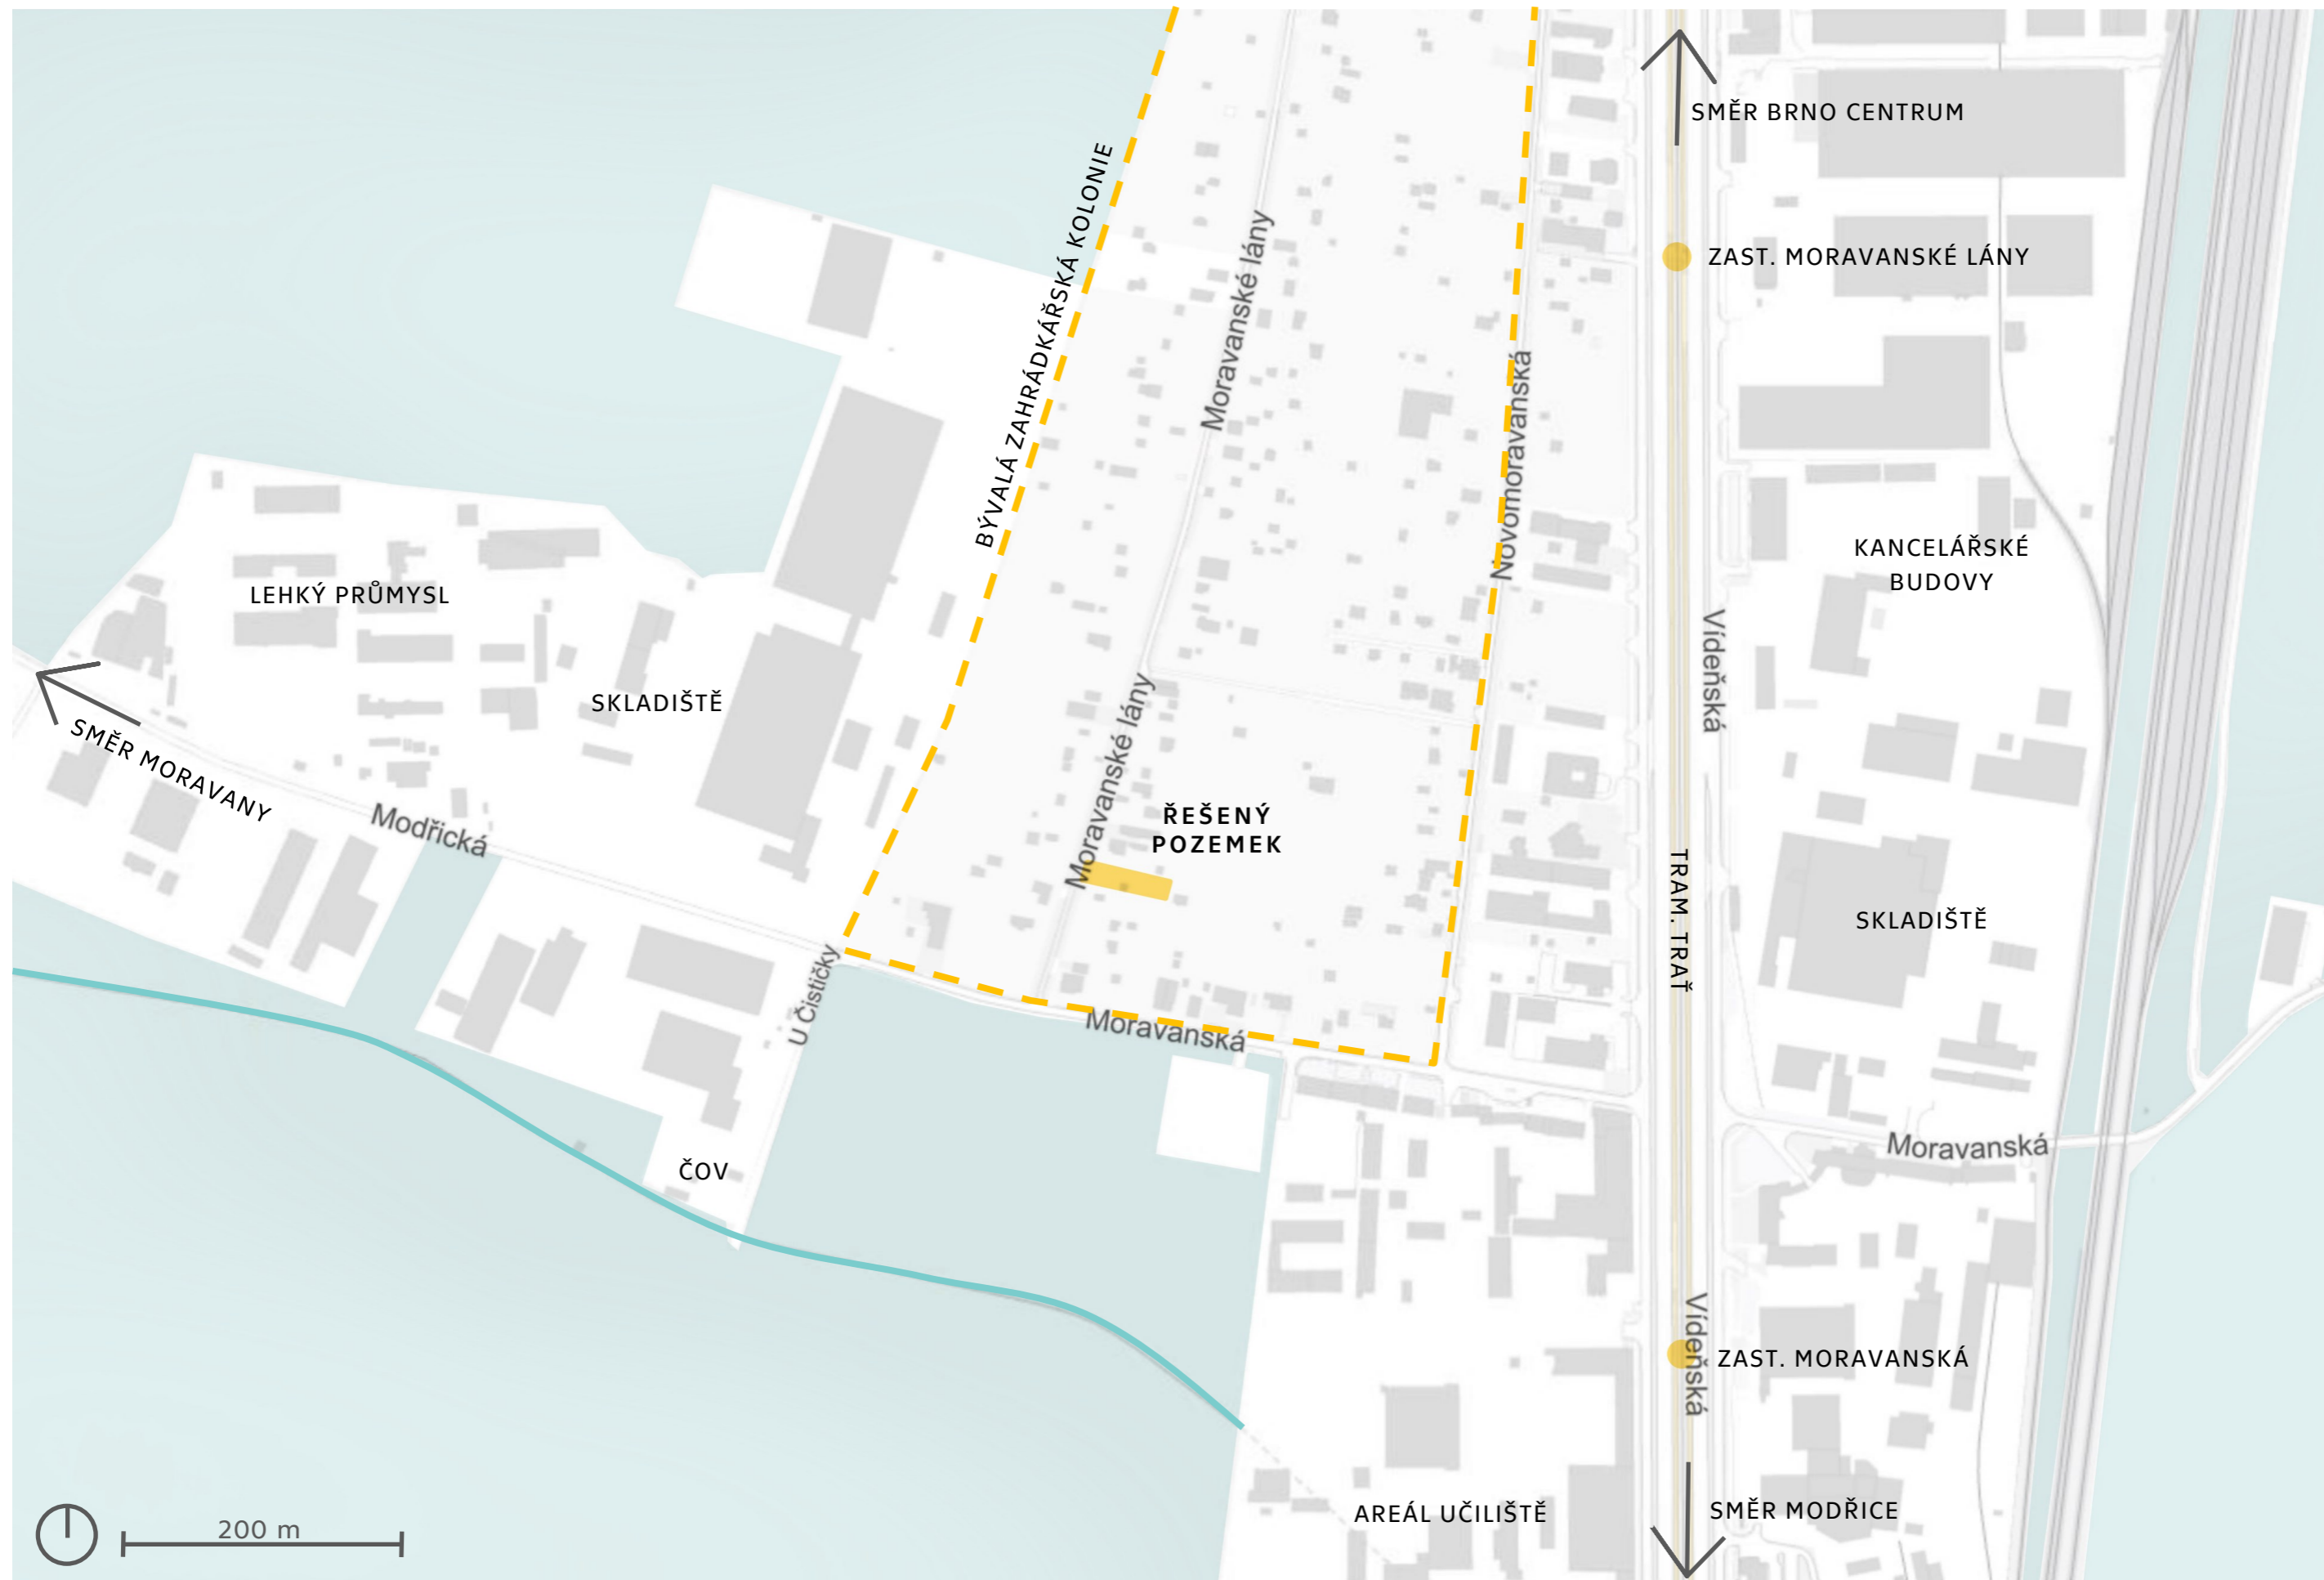 SMĚR BRNO CENTRUM
BÝVALÁ ZAHRÁDKÁŘSKÁ KOLONIE
Moravanské lány
ZAST. MORAVANSKÉ LÁNY
Novomoravanská
KANCELÁŘSKÉ
BUDOVY
LEHKÝ PRŮMYSL
SKLADIŠTĚ
Vídeňská
SMĚR MORAVANY
Modřická
Moravanské lány
ŘEŠENÝ
POZEMEK
TRAM. TRAŤ
SKLADIŠTĚ
U Čističky
Moravanská
Moravanská
ČOV
Vídeňská
ZAST. MORAVANSKÁ
AREÁL UČILIŠTĚ
SMĚR MODŘICE
200 m